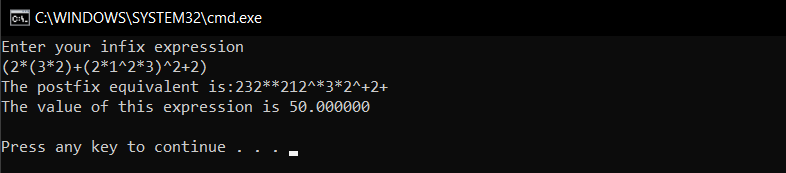 C:\WINDOWS\SYSTEM32\cmd.exe
Enter your infix expression
(2*(3*2)+(2*1^2*3)^2+2)
The postfix equivalent is:232**212^*3*2^+2+
The value of this expression is 50.000000
Press any key to continue . . .